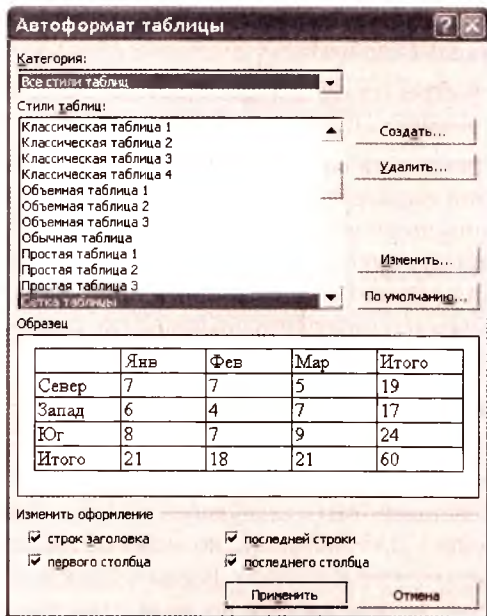 Автоформат таблицы
Категория:
Все стили таблиц
Стили таблиц:
Классическая таблица 1
Классическая таблица 2
Классическая таблица 3
Классическая таблица 4
Объемная таблица 1
Объемная таблица 2
Объемная таблица 3
Обычная таблица
Простая таблица 1
Простая таблица 2
Простая таблица 3
Сетка таблицы
Создать...
Удалить...
Изменить...
По умолчанию...
Образец
Янв Фев Мар Итого
Север 7 7 5 19
Запад 6 4 7 17
Юг 8 7 9 24
Итого 21 18 21 60
Изменить оформление
строк заголовка последней строки
первого столбца последнего столбца
Применить Отмена